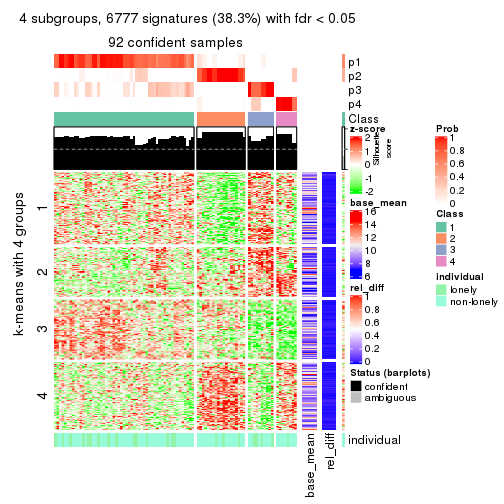 4 subgroups, 6777 signatures (38.3%) with fdr < 0.05
92 confident samples
p1
p2
p3
p4
Class
Silhouette
score
k-means with 4 groups
1
2
3
4
individual
base_mean
rel_diff
z-score
2
1
0
-1
-2
base_mean
16
14
12
10
8
6
rel_diff
1
0.8
0.6
0.4
0.2
0
Status (barplots)
confident
ambiguous
Prob
1
0.8
0.6
0.4
0.2
0
Class
1
2
3
4
individual
lonely
non-lonely